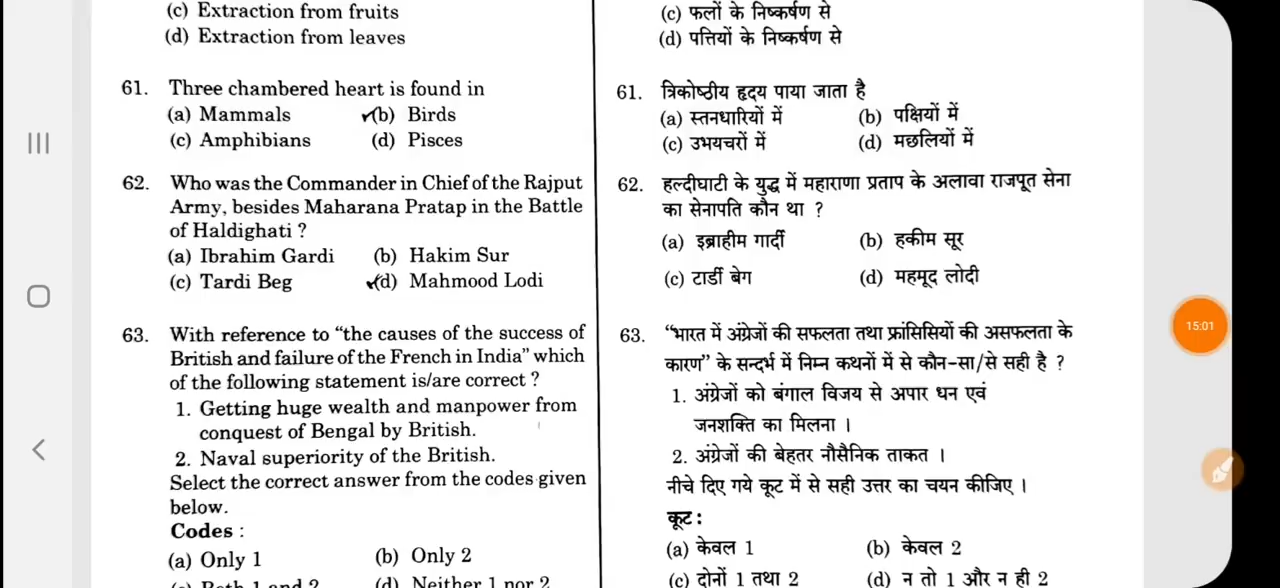 (c) Extraction from fruits
(d) Extraction from leaves
61. Three chambered heart is found in
(a) Mammals (b) Birds
(c) Amphibians (d) Pisces
62. Who was the Commander in Chief of the Rajput
Army, besides Maharana Pratap in the Battle
of Haldighati ?
(a) Ibrahim Gardi (b) Hakim Sur
(c) Tardi Beg (d) Mahmood Lodi
63. With reference to “the causes of the success of
British and failure of the French in India” which
of the following statement is/are correct ?
1. Getting huge wealth and manpower from
conquest of Bengal by British.
2. Naval superiority of the British.
Select the correct answer from the codes given
below.
Codes :
(a) Only 1 (b) Only 2
(c) Both 1 and 2 (d) Neither 1 nor 2
(c) फलों के निष्कर्षण से
(d) पत्तियों के निष्कर्षण से
61. त्रिकोष्ठीय हृदय पाया जाता है
(a) स्तनधारियों में (b) पक्षियों में
(c) उभयचरों में (d) मछलियों में
62. हल्दीघाटी के युद्ध में महाराणा प्रताप के अलावा राजपूत सेना
का सेनापति कौन था ?
(a) इब्राहीम गार्दी (b) हकीम सूर
(c) टार्डी बेग (d) महमूद लोदी
63. “भारत में अंग्रेजों की सफलता तथा फ्रांसिसियों की असफलता के
कारण” के सन्दर्भ में निम्न कथनों में से कौन-सा/से सही है ?
1. अंग्रेजों को बंगाल विजय से अपार धन एवं
जनशक्ति का मिलना ।
2. अंग्रेजों की बेहतर नौसैनिक ताकत ।
नीचे दिए गये कूट में से सही उत्तर का चयन कीजिए ।
कूट :
(a) केवल 1 (b) केवल 2
(c) दोनों 1 तथा 2 (d) न तो 1 और न ही 2
15:01